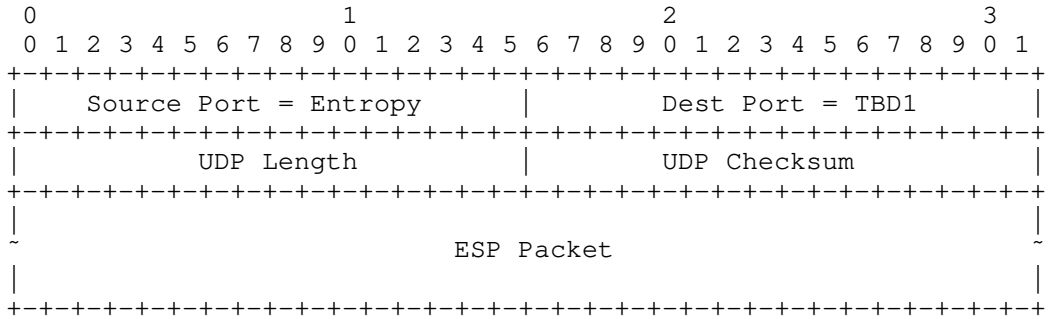 0                   1                   2                   3
 0 1 2 3 4 5 6 7 8 9 0 1 2 3 4 5 6 7 8 9 0 1 2 3 4 5 6 7 8 9 0 1
+-+-+-+-+-+-+-+-+-+-+-+-+-+-+-+-+-+-+-+-+-+-+-+-+-+-+-+-+-+-+-+-+
|    Source Port = Entropy      |        Dest Port = TBD1       |
+-+-+-+-+-+-+-+-+-+-+-+-+-+-+-+-+-+-+-+-+-+-+-+-+-+-+-+-+-+-+-+-+
|           UDP Length          |        UDP Checksum           |
+-+-+-+-+-+-+-+-+-+-+-+-+-+-+-+-+-+-+-+-+-+-+-+-+-+-+-+-+-+-+-+-+
|                                                               |
~                           ESP Packet                          ~
|                                                               |
+-+-+-+-+-+-+-+-+-+-+-+-+-+-+-+-+-+-+-+-+-+-+-+-+-+-+-+-+-+-+-+-+